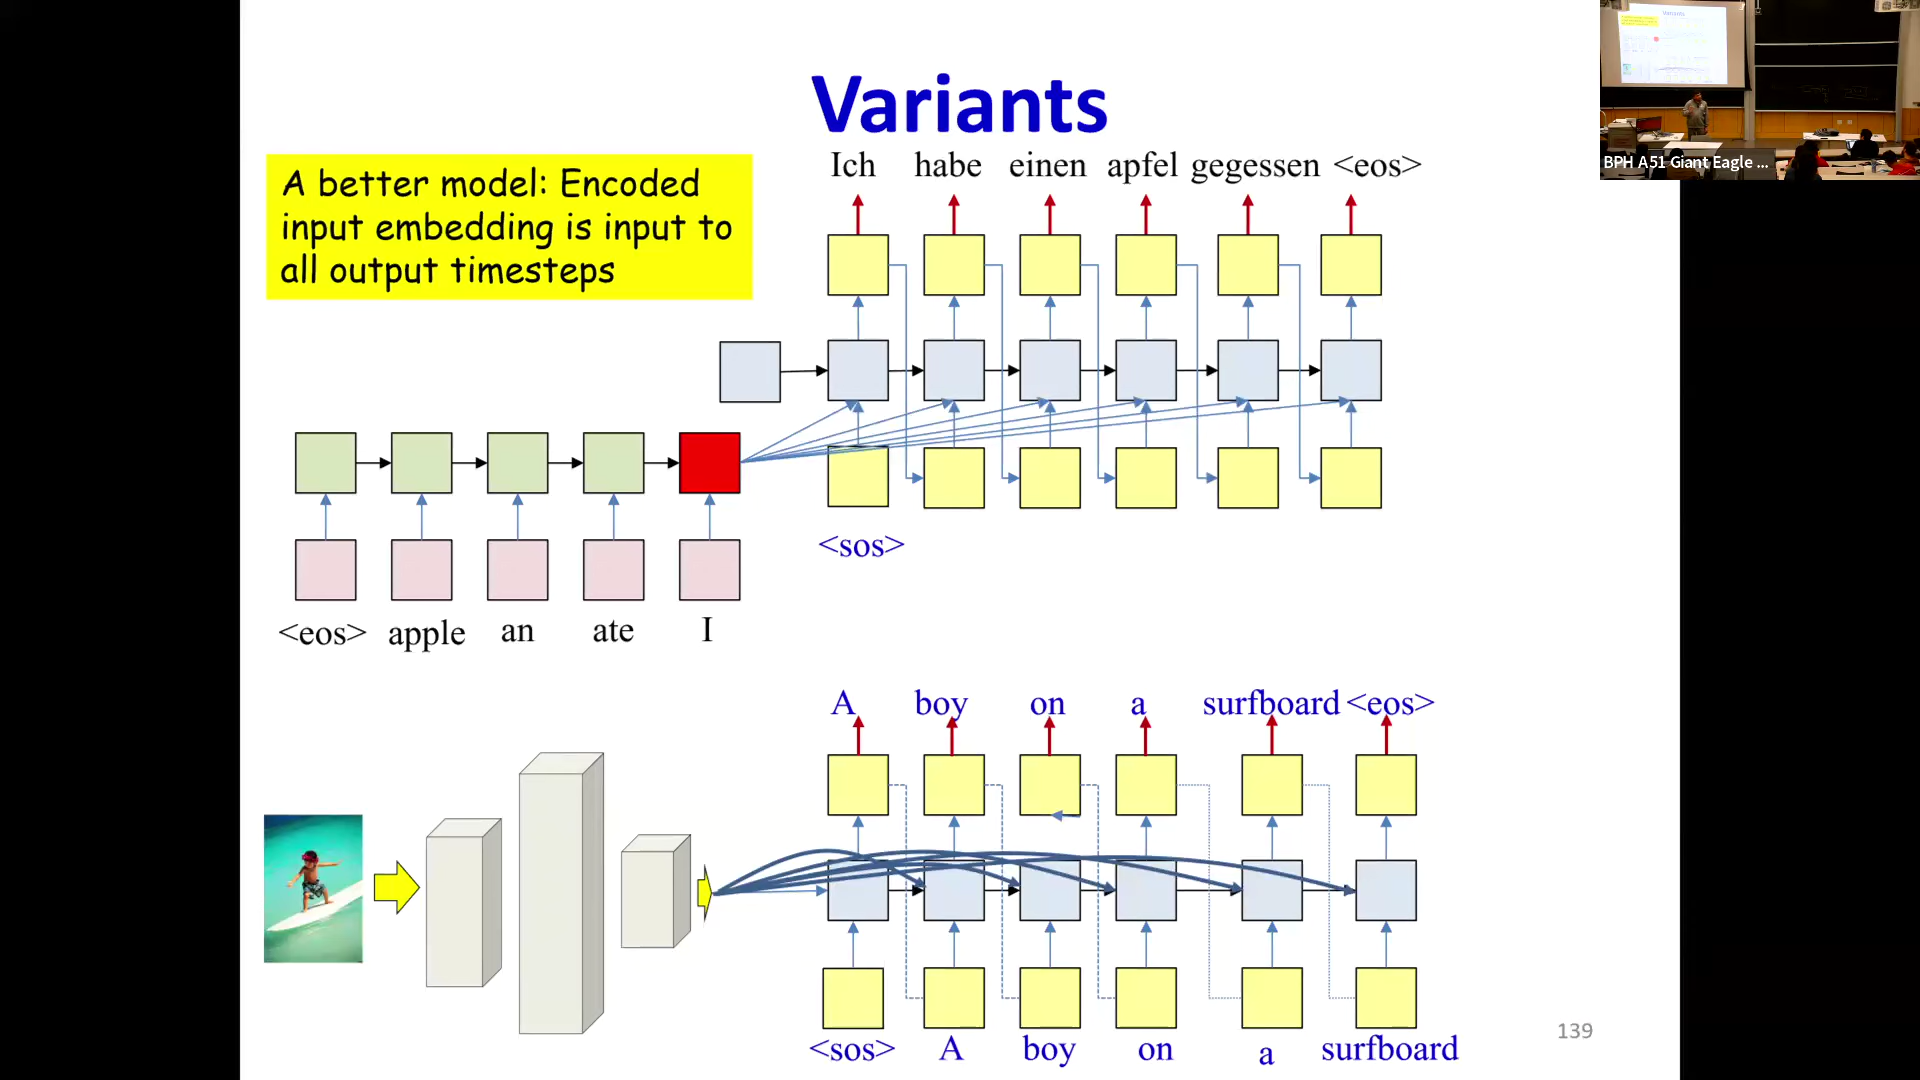 Variants
A better model: Encoded
input embedding is input to
all output timesteps
Ich habe einen apfel gegessen <eos>
<sos>
<eos> apple an ate I
A boy on a surfboard <eos>
<sos> A boy on a surfboard
139
BPH A51 Giant Eagle ...